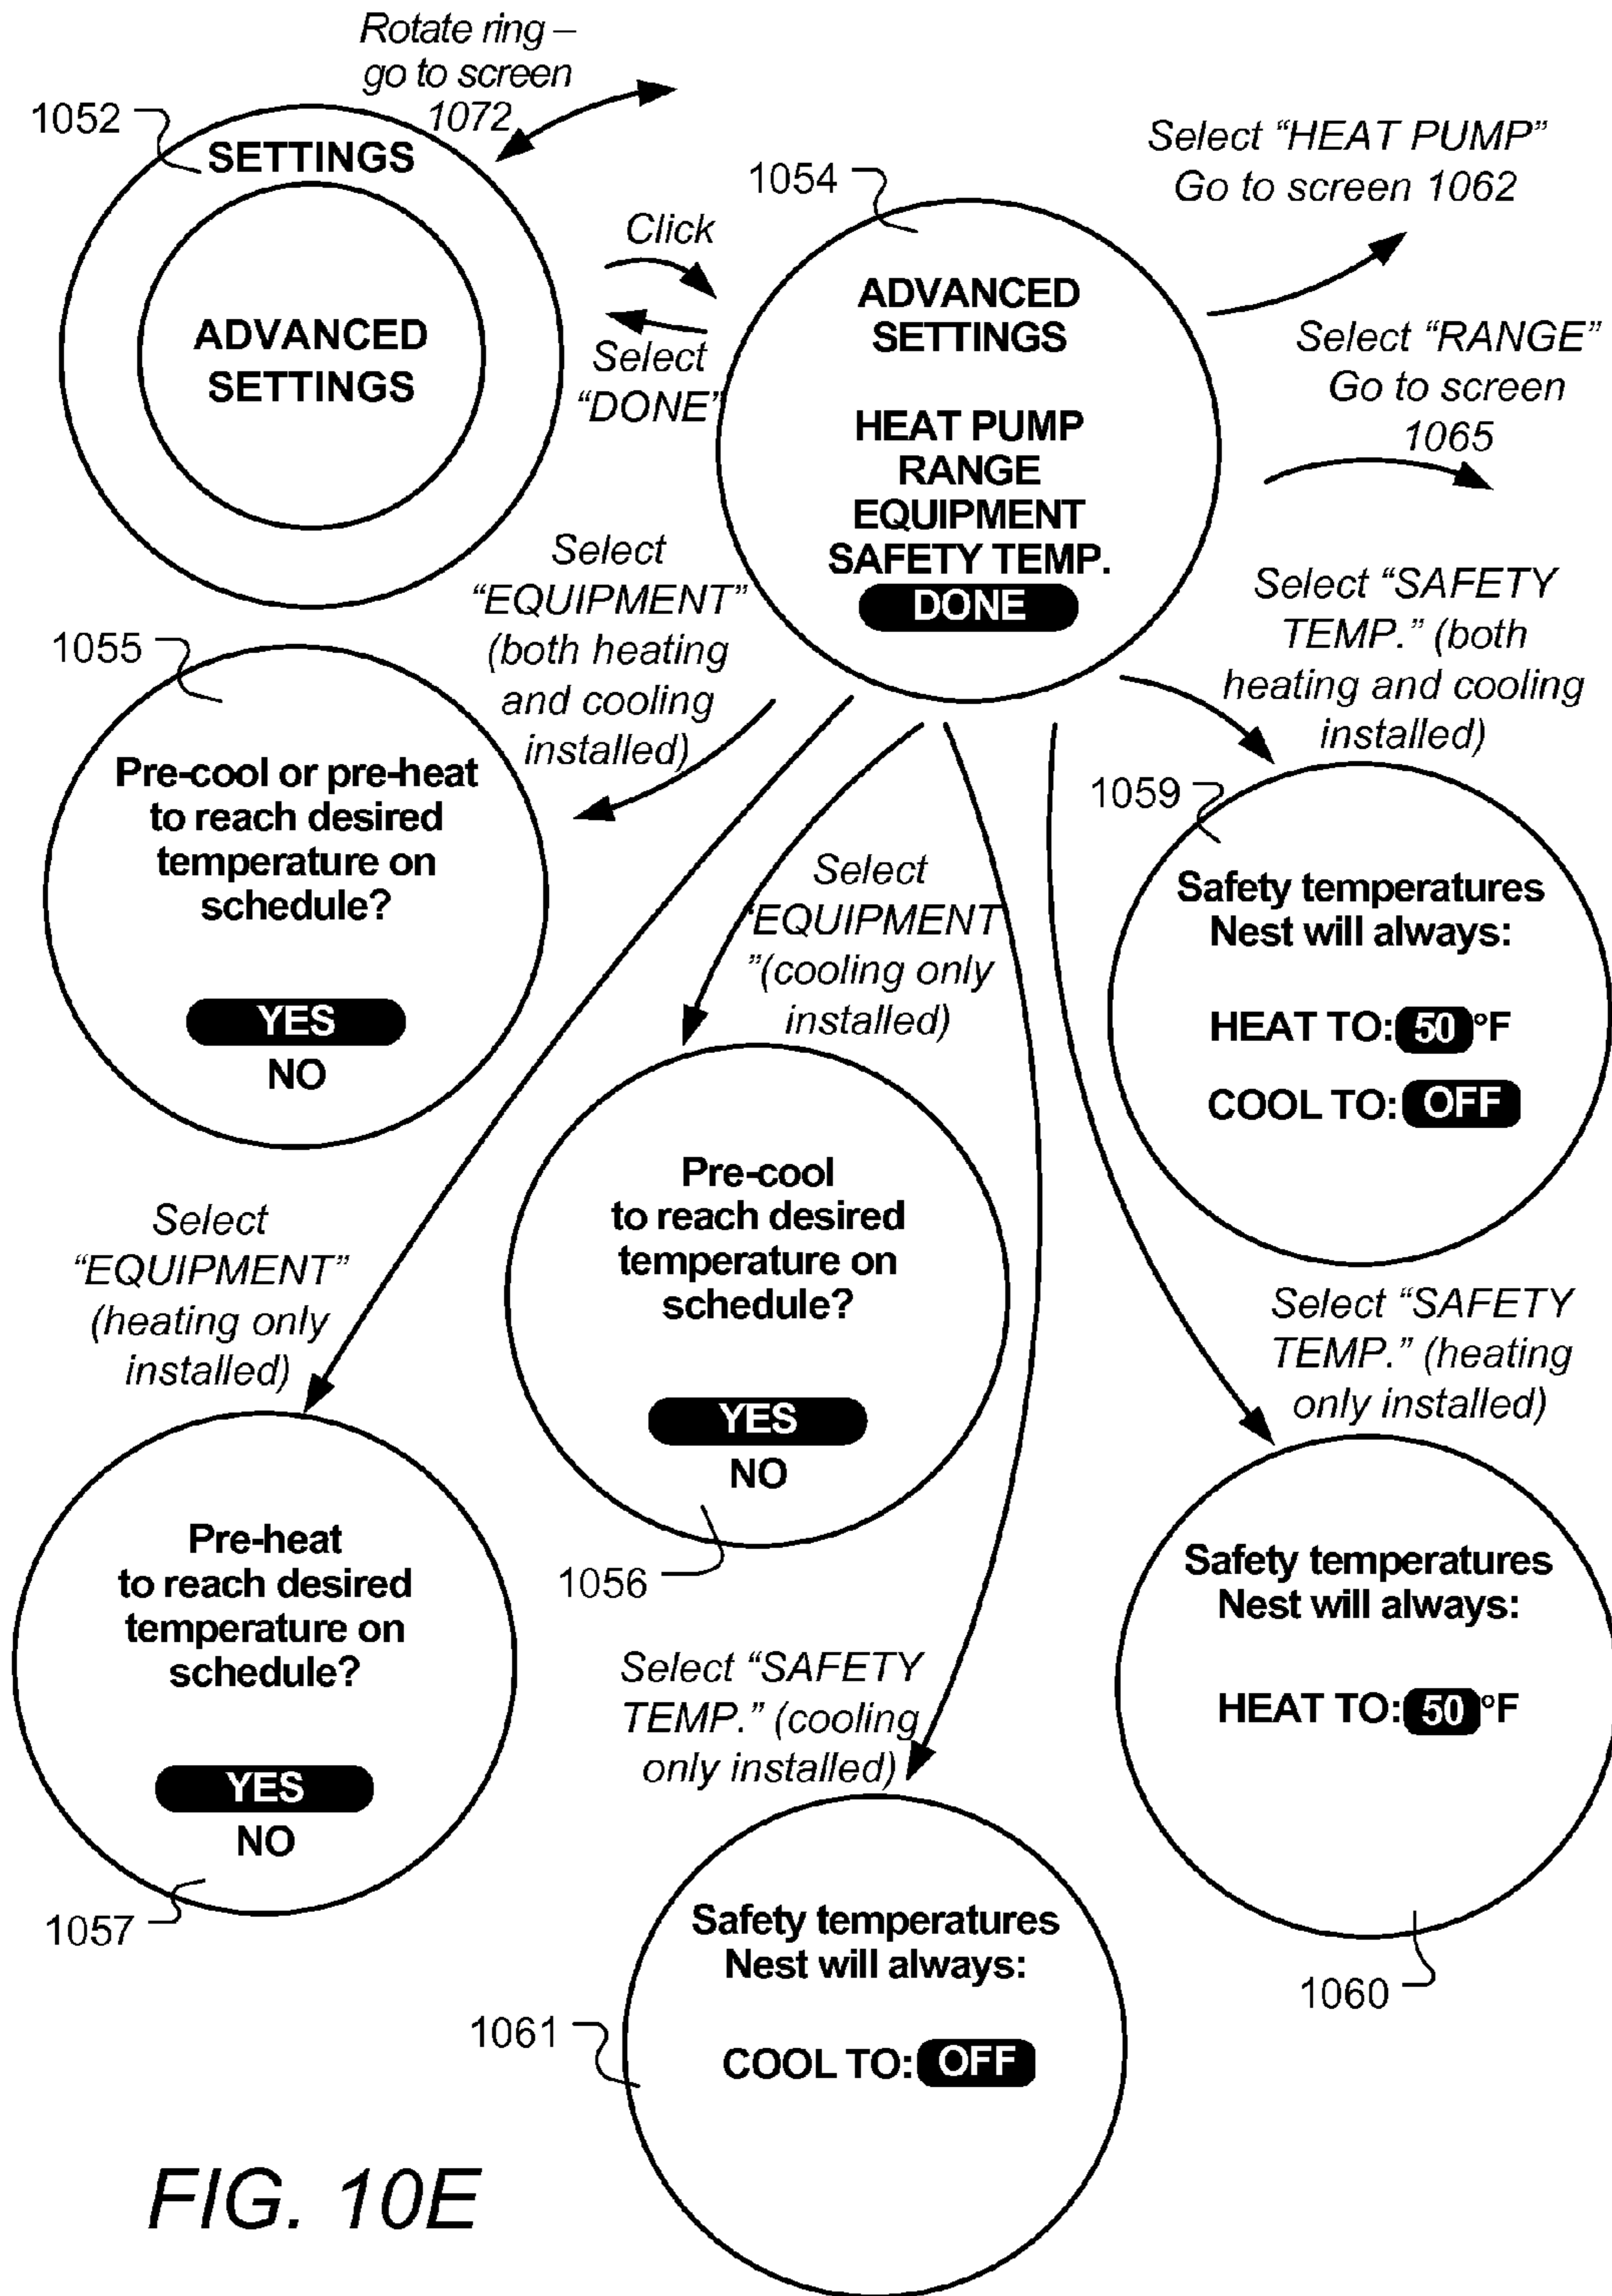 Rotate ring –
go to screen
1072
1052
SETTINGS
ADVANCED
SETTINGS
Click
Select
“DONE”
1054
ADVANCED
SETTINGS
HEAT PUMP
RANGE
EQUIPMENT
SAFETY TEMP.
DONE
Select “HEAT PUMP”
Go to screen 1062
Select “RANGE”
Go to screen
1065
Select
“EQUIPMENT”
(both heating
and cooling
installed)
1055
Pre-cool or pre-heat
to reach desired
temperature on
schedule?
YES
NO
Select “SAFETY
TEMP.” (both
heating and cooling
installed)
1059
Safety temperatures
Nest will always:
HEAT TO: 50 °F
COOL TO: OFF
Select
“EQUIPMENT
”(cooling only
installed)
Pre-cool
to reach desired
temperature on
schedule?
YES
NO
1056
Select
“EQUIPMENT”
(heating only
installed)
Pre-heat
to reach desired
temperature on
schedule?
YES
NO
1057
Select “SAFETY
TEMP.” (heating
only installed)
Safety temperatures
Nest will always:
HEAT TO: 50 °F
1060
Select “SAFETY
TEMP.” (cooling
only installed)
1061
Safety temperatures
Nest will always:
COOL TO: OFF
FIG. 10E